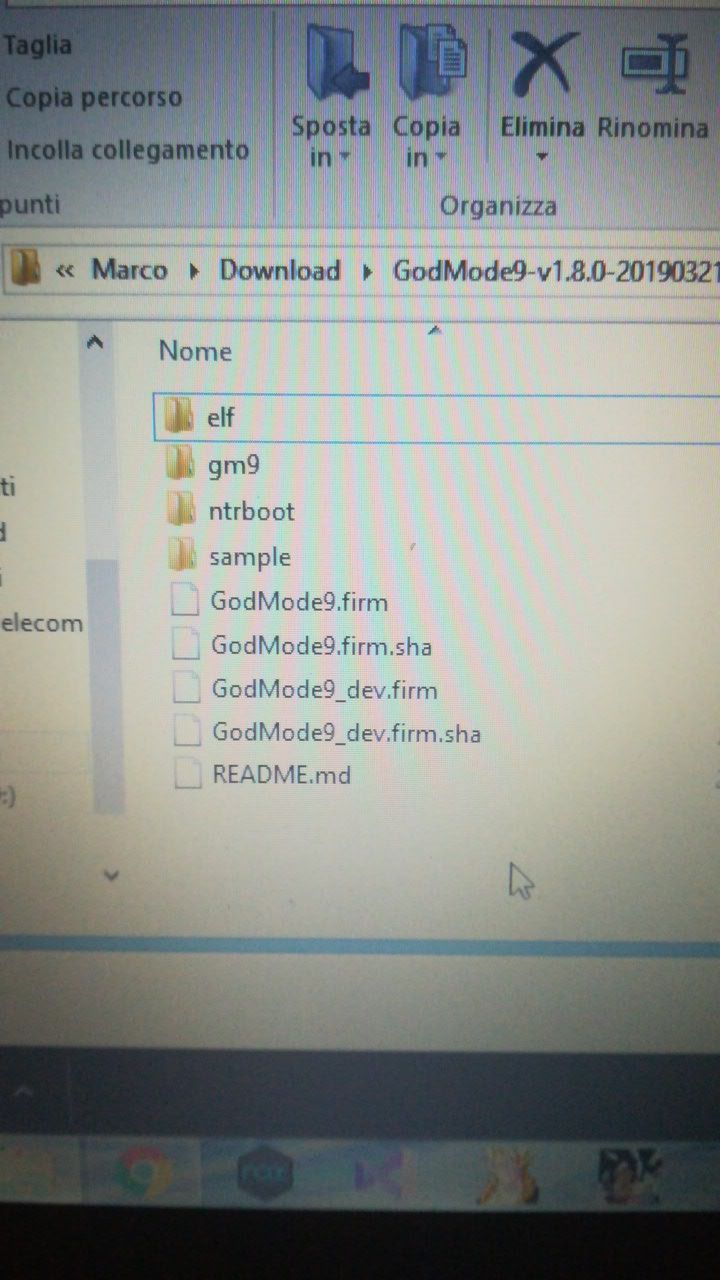 Taglia
Copia percorso
Incolla collegamento
punti
Sposta in
Copia in
Elimina
Rinomina
Organizza
« Marco Download GodMode9-v1.8.0-20190321
Nome
elf
gm9
ntrboot
sample
GodMode9.firm
GodMode9.firm.sha
GodMode9_dev.firm
GodMode9_dev.firm.sha
README.md
ti
d
i
elecom
:)